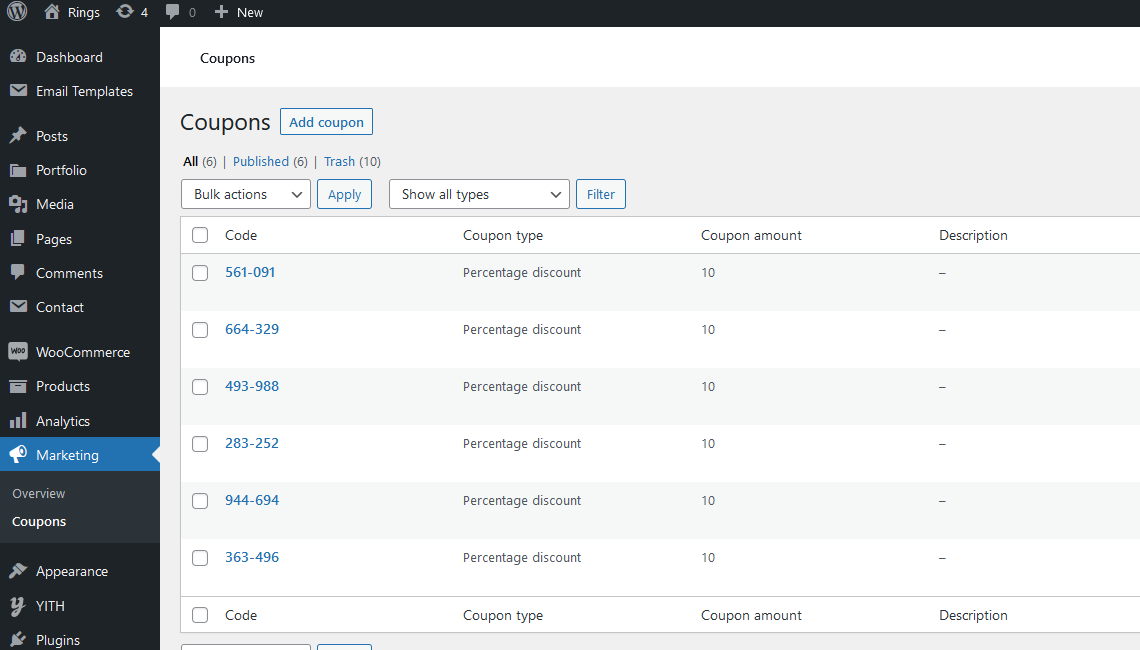 Rings 4 0 New
Dashboard
Email Templates
Posts
Portfolio
Media
Pages
Comments
Contact
WOO WooCommerce
Products
Analytics
Marketing
Overview
Coupons
Appearance
YITH
Plugins
Coupons
Coupons Add coupon
All (6) | Published (6) | Trash (10)
Bulk actions Apply Show all types Filter
Code Coupon type Coupon amount Description
561-091 Percentage discount 10 –
664-329 Percentage discount 10 –
493-988 Percentage discount 10 –
283-252 Percentage discount 10 –
944-694 Percentage discount 10 –
363-496 Percentage discount 10 –
Code Coupon type Coupon amount Description